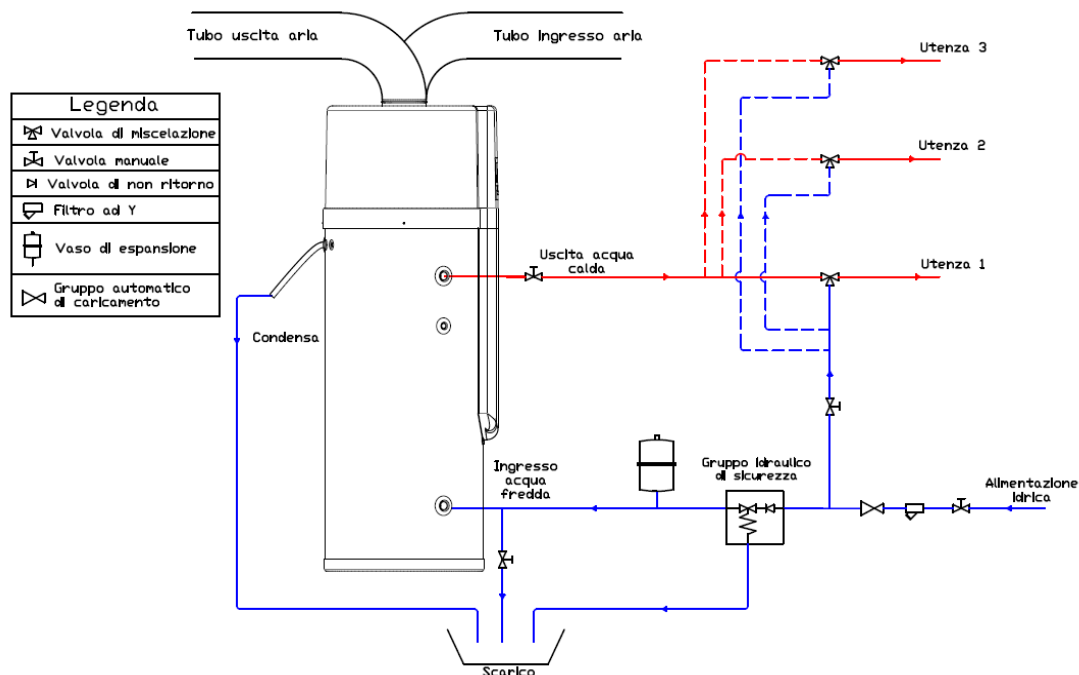 Tubo uscita aria
Tubo ingresso aria
Utenza 3
Legenda
Valvola di miscelazione
Valvola manuale
Valvola di non ritorno
Filtro ad Y
Vaso di espansione
Gruppo automatico
di caricamento
Utenza 2
Uscita acqua
calda
Utenza 1
Condensa
Ingresso
acqua
fredda
Gruppo idraulico
di sicurezza
Alimentazione
idrica
Scarico